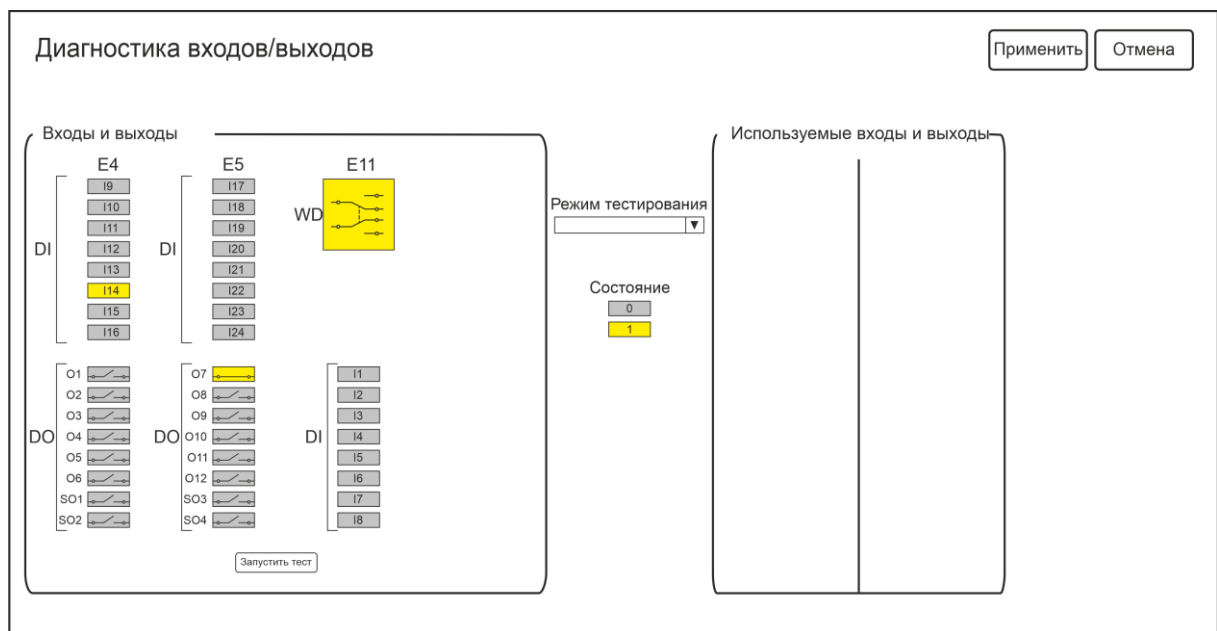 Диагностика входов/выходов
Применить
Отмена
Входы и выходы
Используемые входы и выходы
E4 E5 E11
DI
I9
I10
I11
I12
I13
I14
I15
I16
DI
I17
I18
I19
I20
I21
I22
I23
I24
WD
Режим тестирования
▼
Состояние
0
1
DO
O1
O2
O3
O4
O5
O6
SO1
SO2
DO
O7
O8
O9
O10
O11
O12
SO3
SO4
DI
I1
I2
I3
I4
I5
I6
I7
I8
Запустить тест